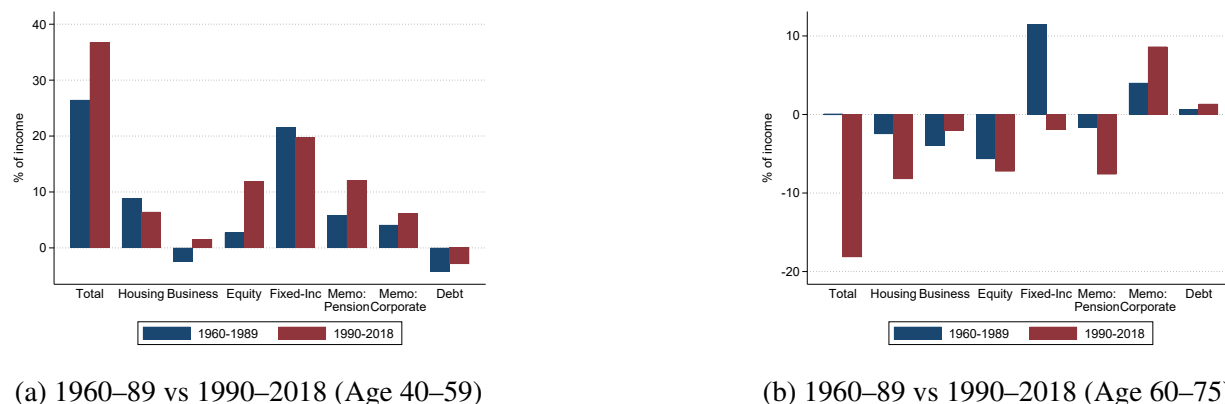 40
30
20
10
0
% of income
Total Housing Business Equity Fixed-Inc Memo: Memo: Debt
Pension Corporate
1960-1989 1990-2018
(a) 1960–89 vs 1990–2018 (Age 40–59)
10
0
-10
-20
% of income
Total Housing Business Equity Fixed-Inc Memo: Memo: Debt
Pension Corporate
1960-1989 1990-2018
(b) 1960–89 vs 1990–2018 (Age 60–75)